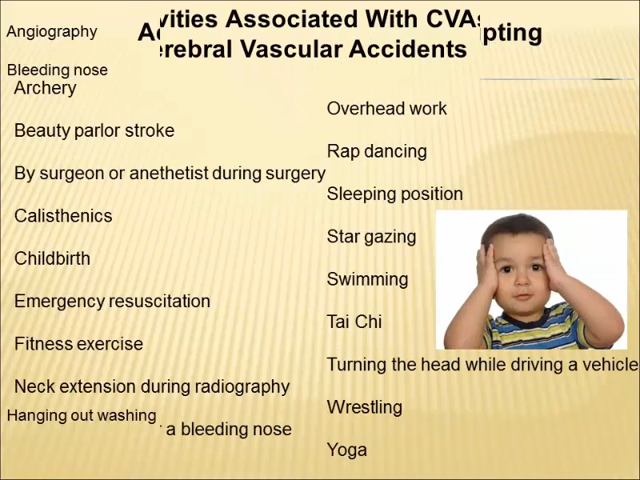 Ac
vities Associated With CVAs
pting
erebral Vascular Accidents
Angiography
Bleeding nose
Archery
Beauty parlor stroke
By surgeon or anethetist during surgery
Calisthenics
Childbirth
Emergency resuscitation
Fitness exercise
Neck extension during radiography
Hanging out washing
a bleeding nose
Overhead work
Rap dancing
Sleeping position
Star gazing
Swimming
Tai Chi
Turning the head while driving a vehicle
Wrestling
Yoga